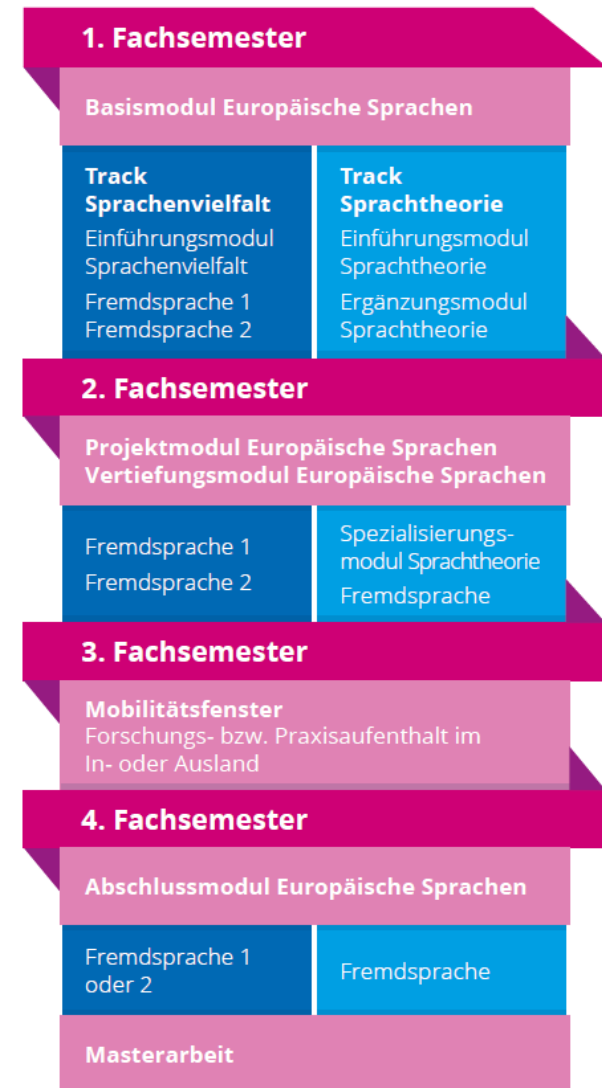 1. Fachsemester
Basismodul Europäische Sprachen
Track
Sprachenvielfalt
Einführungsmodul
Sprachenvielfalt
Fremdsprache 1
Fremdsprache 2
Track
Sprachtheorie
Einführungsmodul
Sprachtheorie
Ergänzungsmodul
Sprachtheorie
2. Fachsemester
Projektmodul Europäische Sprachen
Vertiefungsmodul Europäische Sprachen
Fremdsprache 1
Fremdsprache 2
Spezialisierungs-
modul Sprachtheorie
Fremdsprache
3. Fachsemester
Mobilitätsfenster
Forschungs- bzw. Praxisaufenthalt im
In- oder Ausland
4. Fachsemester
Abschlussmodul Europäische Sprachen
Fremdsprache 1
oder 2
Fremdsprache
Masterarbeit